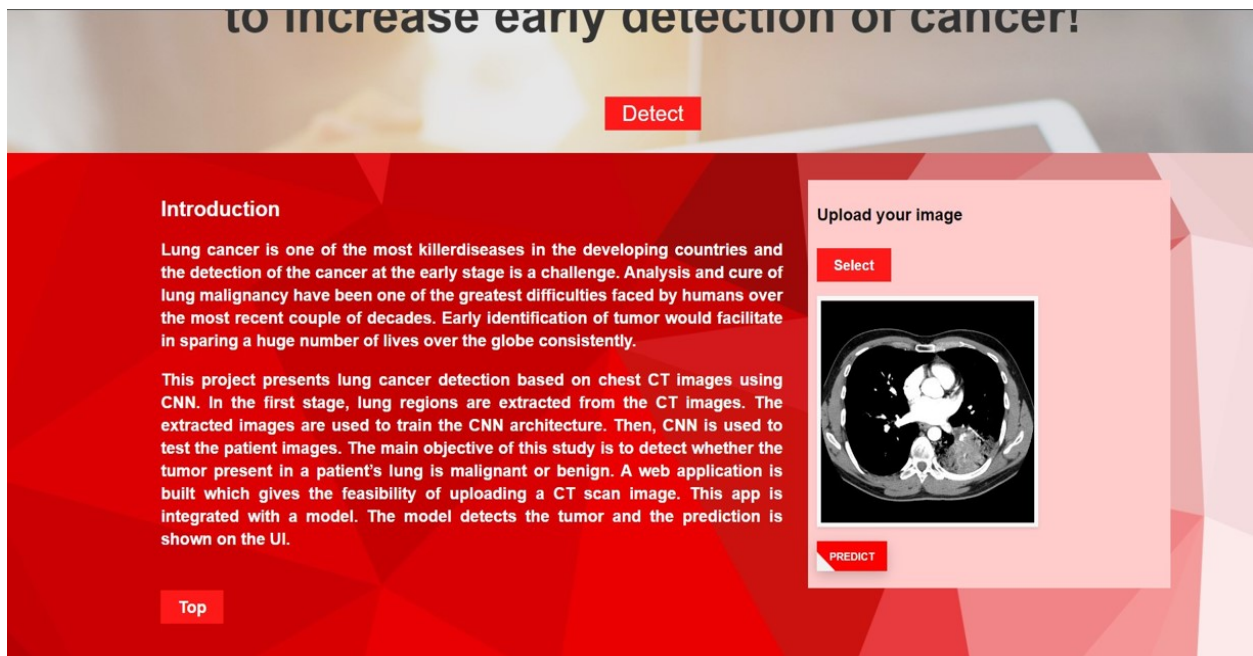 to increase early detection of cancer!
Detect
Introduction
Lung cancer is one of the most killerdiseases in the developing countries and
the detection of the cancer at the early stage is a challenge. Analysis and cure of
lung malignancy have been one of the greatest difficulties faced by humans over
the most recent couple of decades. Early identification of tumor would facilitate
in sparing a huge number of lives over the globe consistently.
This project presents lung cancer detection based on chest CT images using
CNN. In the first stage, lung regions are extracted from the CT images. The
extracted images are used to train the CNN architecture. Then, CNN is used to
test the patient images. The main objective of this study is to detect whether the
tumor present in a patient's lung is malignant or benign. A web application is
built which gives the feasibility of uploading a CT scan image. This app is
integrated with a model. The model detects the tumor and the prediction is
shown on the UI.
Top
Upload your image
Select
PREDICT